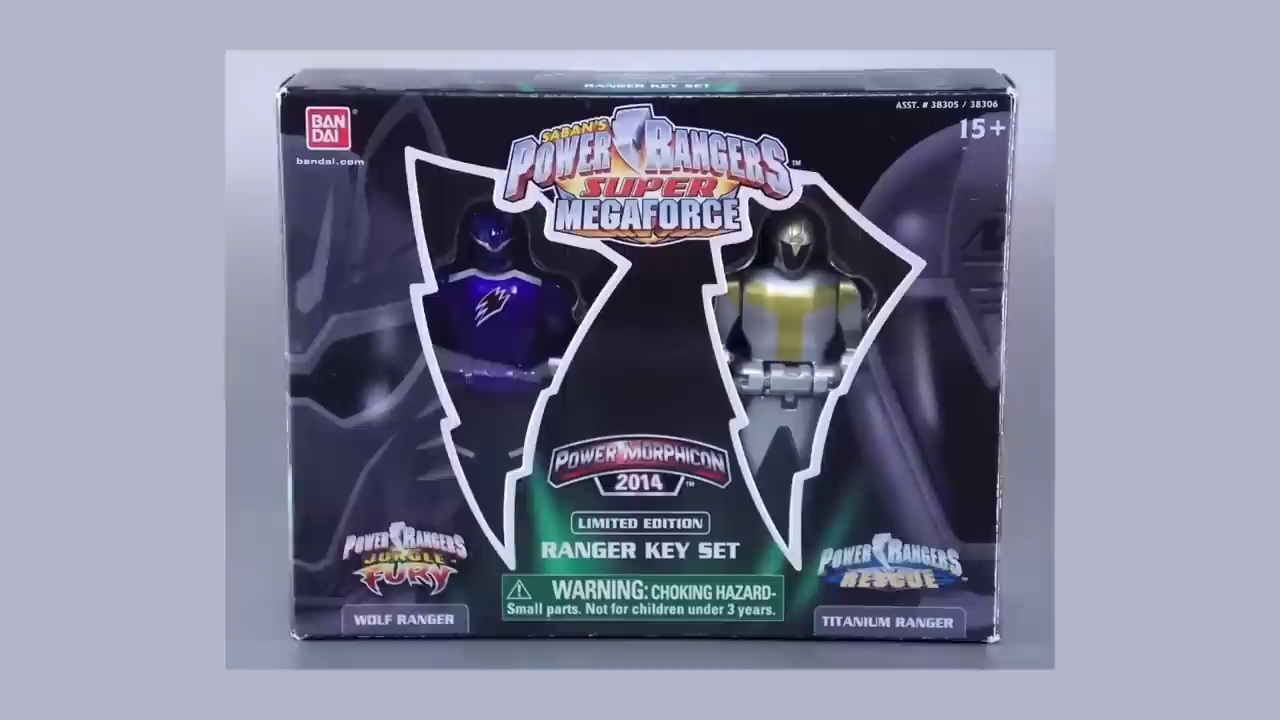 RANGER KEY SET
BAN
DAI
®
bandai.com
ASST. # 38305 / 38306
15+
SABAN'S
POWER RANGERS
SUPER
MEGAFORCE
™
POWER MORPHICON
2014
™
LIMITED EDITION
RANGER KEY SET
WARNING: CHOKING HAZARD-
Small parts. Not for children under 3 years.
POWER RANGERS
JUNGLE
FURY
WOLF RANGER
POWER RANGERS
RESCUE
TITANIUM RANGER